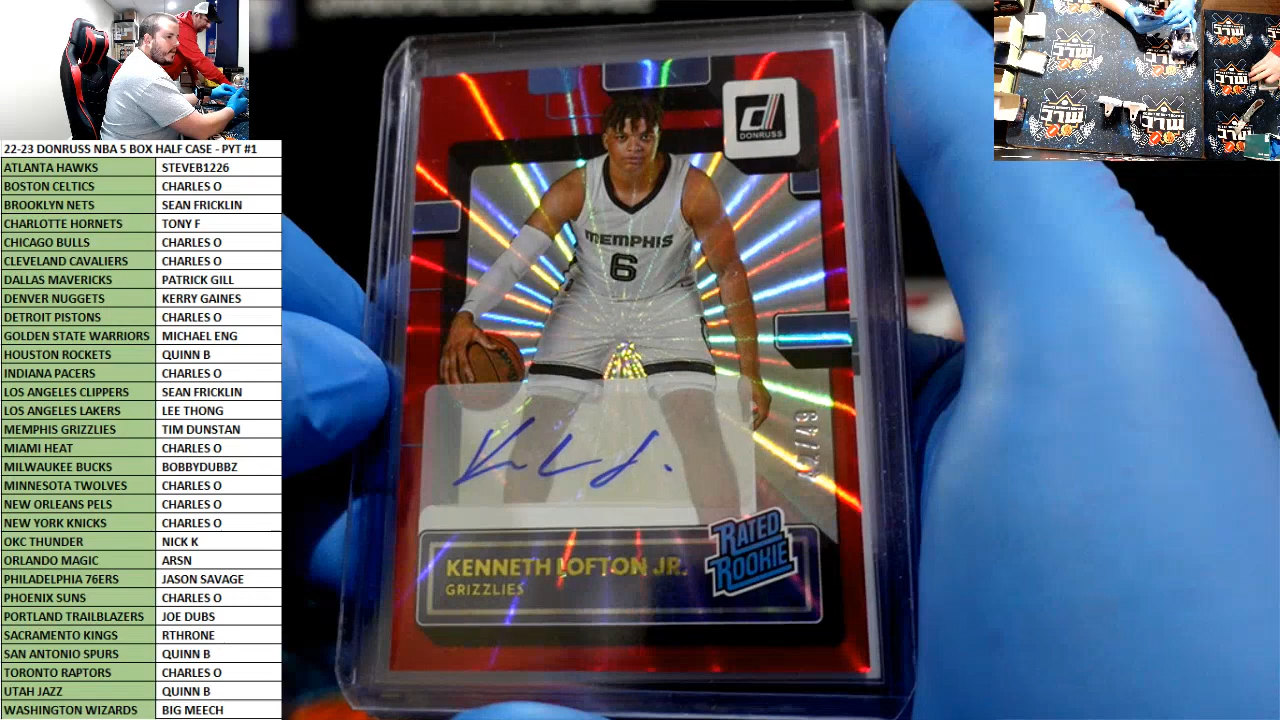 22-23 DNRUSS NBA 5 BOX HALF CASE - PYT #1
ATLANTA HAWKS STEVEB1226
BOSTON CELTICS CHARLES O
BROOKLYN NETS SEAN FRICKLIN
CHARLOTTE HORNETS TONY F
CHICAGO BULLS CHARLES O
CLEVELAND CAVALIERS CHARLES O
DALLAS MAVERICKS PATRICK GILL
DENVER NUGGETS KERRY GAINES
DETROIT PISTONS CHARLES O
GOLDEN STATE WARRIORS MICHAEL ENG
HOUSTON ROCKETS QUINN B
INDIANA PACERS CHARLES O
LOS ANGELES CLIPPERS SEAN FRICKLIN
LOS ANGELES LAKERS LEE THONG
MEMPHIS GRIZZLIES TIM DUNSTAN
MIAMI HEAT CHARLES O
MILWAUKEE BUCKS BOBBYDUBBZ
MINNESOTA TWOLVES CHARLES O
NEW ORLEANS PELS CHARLES O
NEW YORK KNICKS CHARLES O
OKC THUNDER NICK K
ORLANDO MAGIC ARSN
PHILADELPHIA 76ERS JASON SAVAGE
PHOENIX SUNS CHARLES O
PORTLAND TRAILBLAZERS JOE DUBS
SACRAMENTO KINGS RTHRONE
SAN ANTONIO SPURS QUINN B
TORONTO RAPTORS CHARLES O
UTAH JAZZ QUINN B
WASHINGTON WIZARDS BIG MEECH
DONRUSS
MEMPHIS
6
/49
RATED
ROOKIE
KENNETH LOFTON JR.
GRIZZLIES